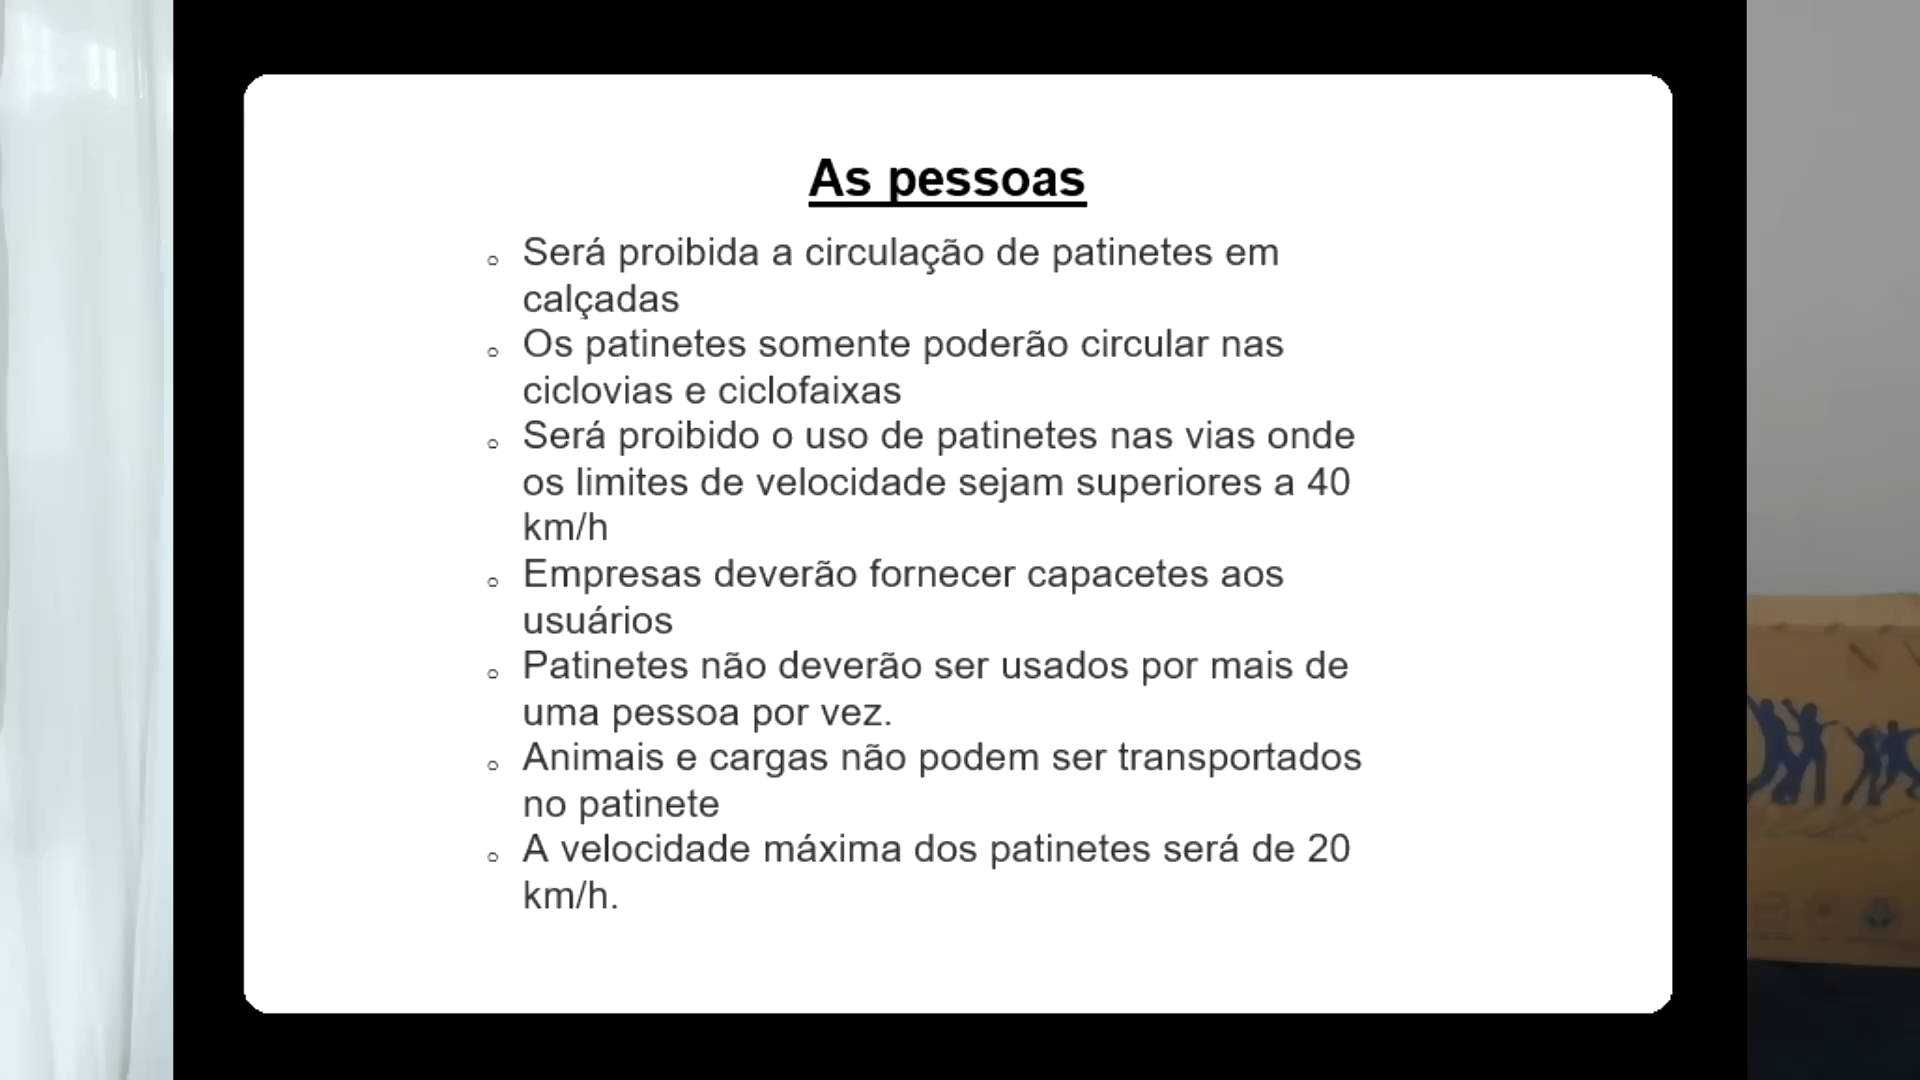 As pessoas
Será proibida a circulação de patinetes em
calçadas
Os patinetes somente poderão circular nas
ciclovias e ciclofaixas
Será proibido o uso de patinetes nas vias onde
os limites de velocidade sejam superiores a 40
km/h
Empresas deverão fornecer capacetes aos
usuários
Patinetes não deverão ser usados por mais de
uma pessoa por vez.
Animais e cargas não podem ser transportados
no patinete
A velocidade máxima dos patinetes será de 20
km/h.